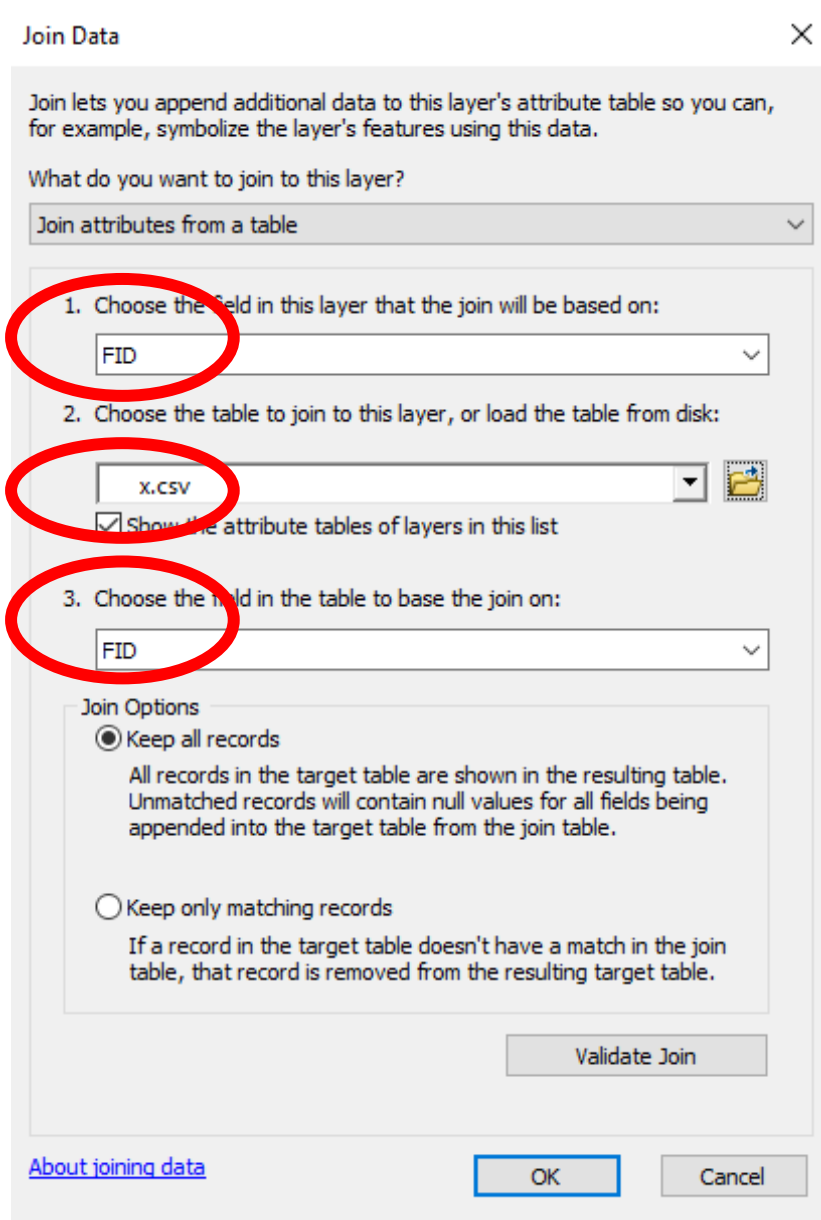 Join Data
Join lets you append additional data to this layer's attribute table so you can,
for example, symbolize the layer's features using this data.
What do you want to join to this layer?
Join attributes from a table
1. Choose the field in this layer that the join will be based on:
FID
2. Choose the table to join to this layer, or load the table from disk:
x.csv
Show the attribute tables of layers in this list
3. Choose the field in the table to base the join on:
FID
Join Options
Keep all records
All records in the target table are shown in the resulting table.
Unmatched records will contain null values for all fields being
appended into the target table from the join table.
Keep only matching records
If a record in the target table doesn't have a match in the join
table, that record is removed from the resulting target table.
Validate Join
About joining data
OK
Cancel